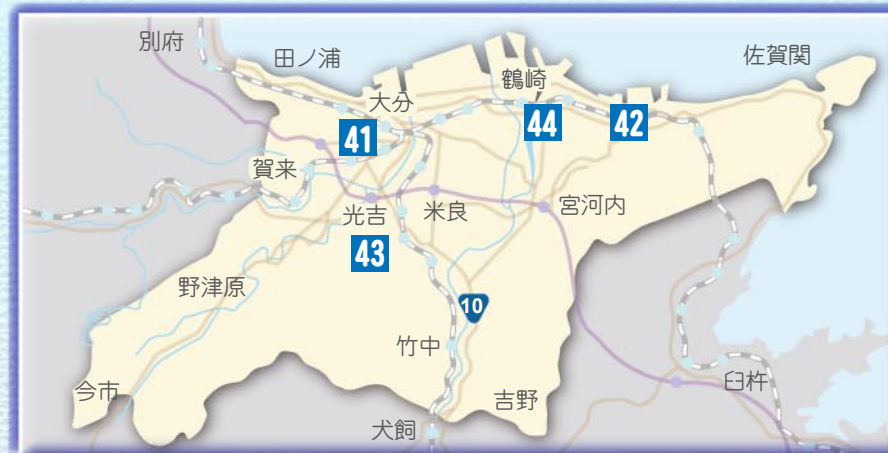 別府
田ノ浦
佐賀関
鶴崎
大分
41
44
42
賀来
光吉
米良
宮河内
43
野津原
10
竹中
今市
吉野
臼杵
犬飼